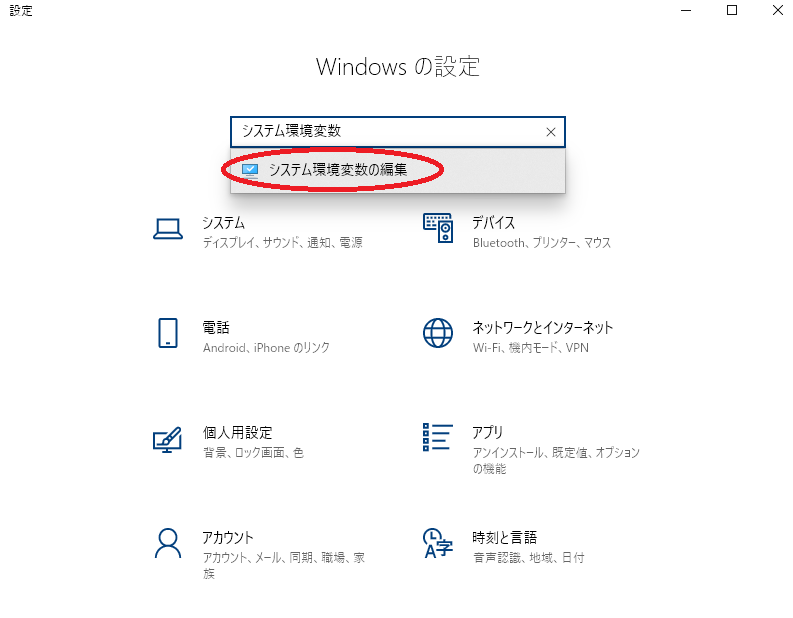 設定
Windows の設定
システム環境変数
システム環境変数の編集
システム
ディスプレイ、サウンド、通知、電源
デバイス
Bluetooth、プリンター、マウス
電話
Android、iPhone のリンク
ネットワークとインターネット
Wi-Fi、機内モード、VPN
個人用設定
背景、ロック画面、色
アプリ
アンインストール、既定値、オプション
の機能
アカウント
アカウント、メール、同期、職場、家
族
時刻と言語
音声認識、地域、日付